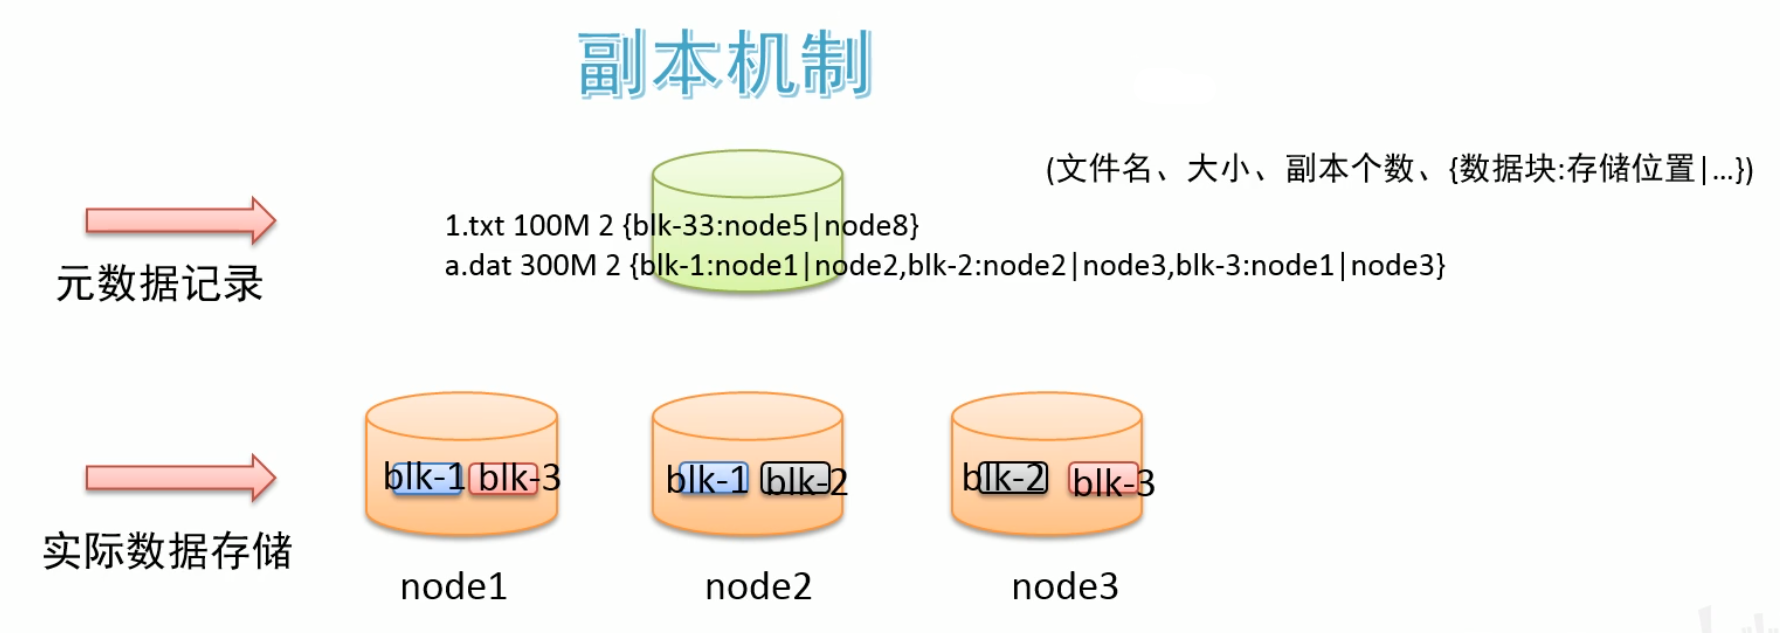 副本机制
(文件名、大小、副本个数、{数据块:存储位置|...})
1.txt 100M 2 {blk-33:node5|node8}
a.dat 300M 2 {blk-1:node1|node2,blk-2:node2|node3,blk-3:node1|node3}
元数据记录
blk-1 blk-3 blk-1 blk-2 blk-2 blk-3
实际数据存储
node1 node2 node3